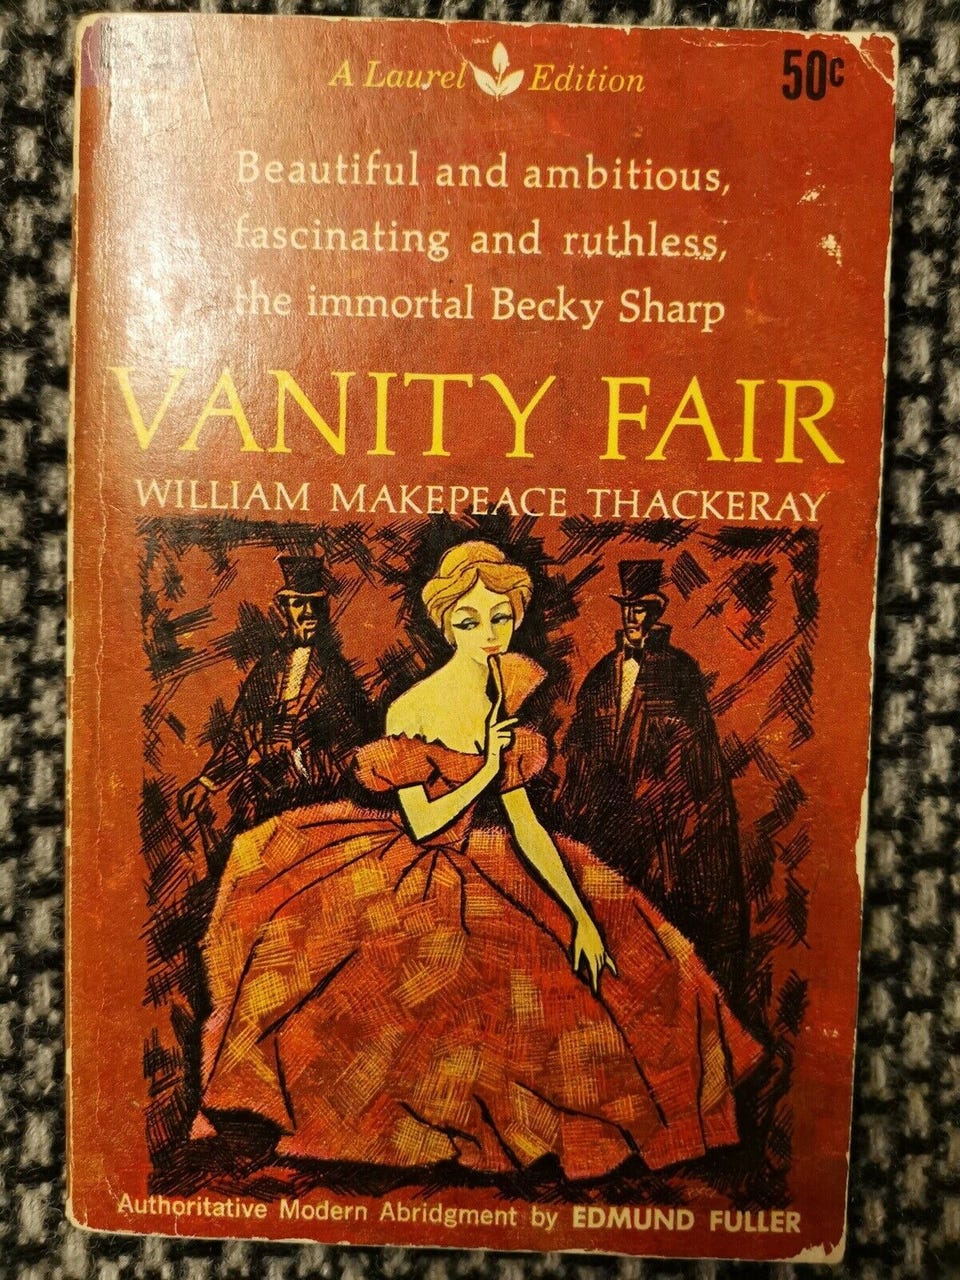 A Laurel Edition
50c
Beautiful and ambitious,
fascinating and ruthless,
the immortal Becky Sharp
VANITY FAIR
WILLIAM MAKEPEACE THACKERAY
Authoritative Modern Abridgment by EDMUND FULLER